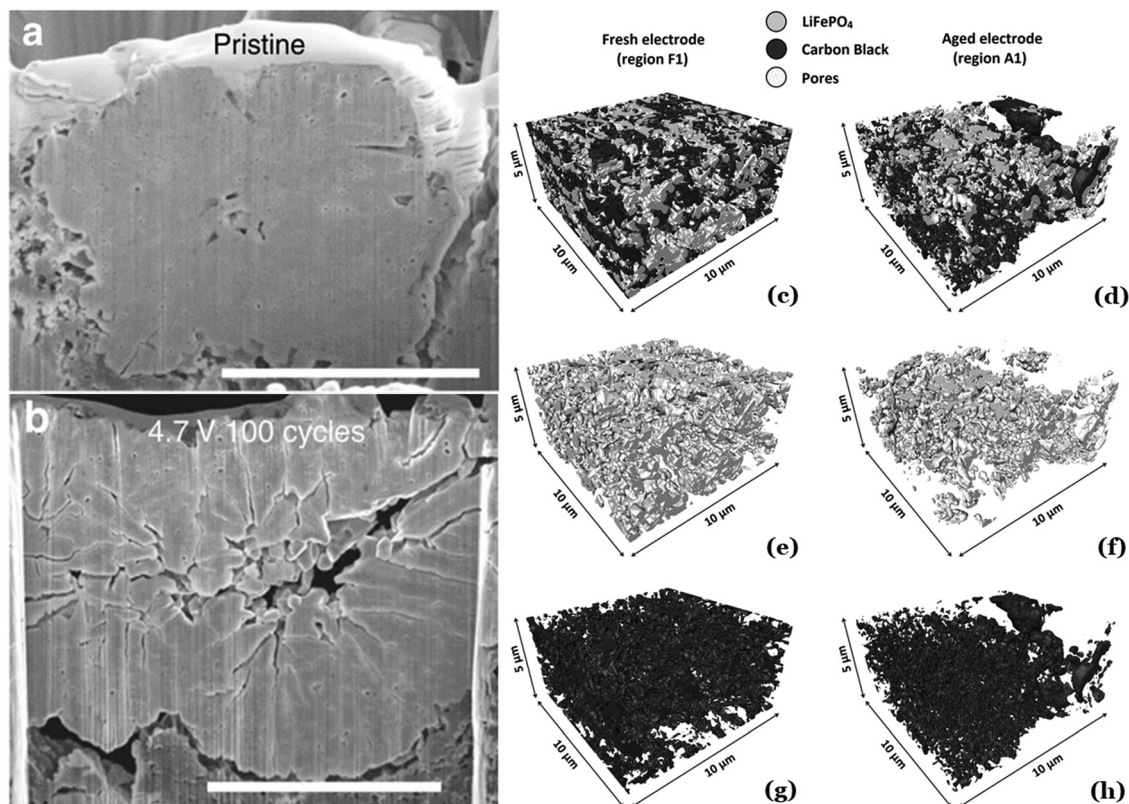 a
Pristine
b
4.7 V 100 cycles
LiFePO₄
Carbon Black
Pores
Fresh electrode
(region F1)
Aged electrode
(region A1)
5 μm
10 μm
10 μm
(c)
5 μm
10 μm
10 μm
(d)
5 μm
10 μm
10 μm
(e)
5 μm
10 μm
10 μm
(f)
5 μm
10 μm
10 μm
(g)
5 μm
10 μm
10 μm
(h)